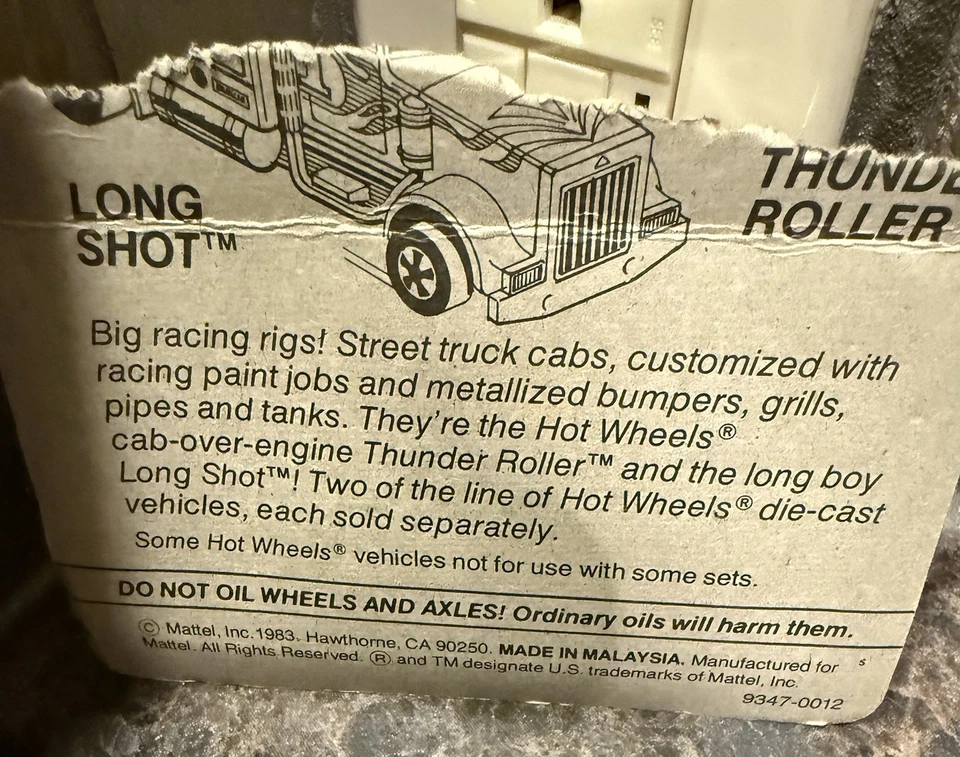 LONG
SHOT™
THUNDE
ROLLER
Big racing rigs! Street truck cabs, customized with
racing paint jobs and metallized bumpers, grills,
pipes and tanks. They're the Hot Wheels®
cab-over-engine Thunder Roller™ and the long boy
Long Shot™! Two of the line of Hot Wheels® die-cast
vehicles, each sold separately.
Some Hot Wheels® vehicles not for use with some sets.
DO NOT OIL WHEELS AND AXLES! Ordinary oils will harm them.
© Mattel, Inc.1983. Hawthorne, CA 90250. MADE IN MALAYSIA. Manufactured for
Mattel. All Rights Reserved. ® and TM designate U.S. trademarks of Mattel, Inc.
s
9347-0012